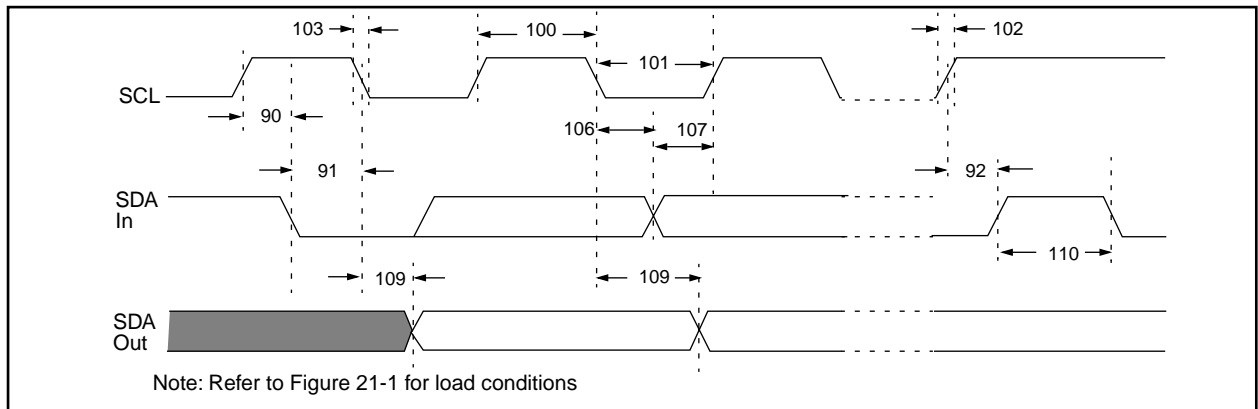 103
100
101
102
SCL
90
106
107
91
92
SDA
In
109
109
110
SDA
Out
Note: Refer to Figure 21-1 for load conditions